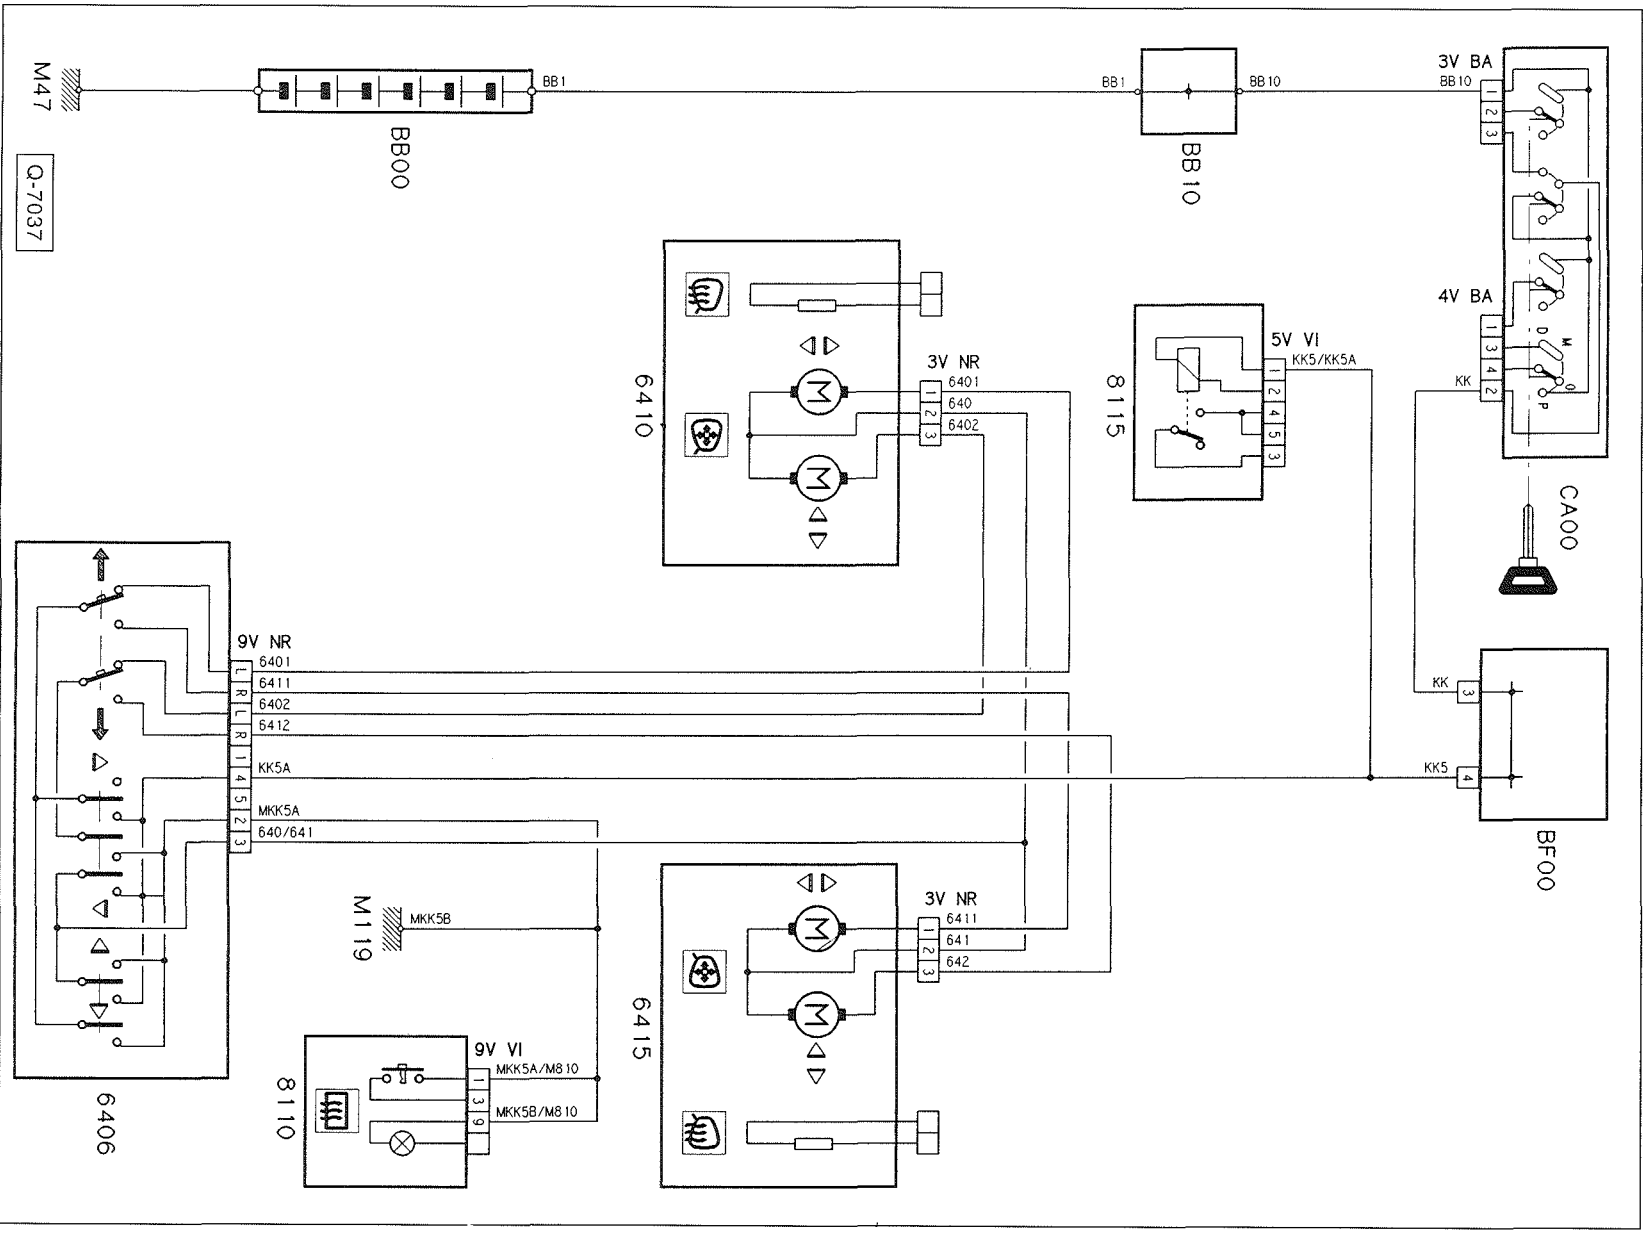 3V BA
BB10
1
2
3
BB1
BB1
BB10
M47
BB00
BB10
Q-7037
4V BA
1
3
4
2
D
M
O
P
KK
CA00
5V VI
KK5/KK5A
1
2
4
5
3
8115
3V NR
6401
640
6402
1
2
3
M
M
6410
KK
3
KK5
4
BF00
9V NR
6401
6411
6402
6412
KK5A
MKK5A
640/641
L
R
L
R
1
4
5
2
3
6406
M119
MKK5B
3V NR
6411
641
642
1
2
3
M
M
6415
9V VI
MKK5A/M810
MKK5B/M810
1
3
9
8110